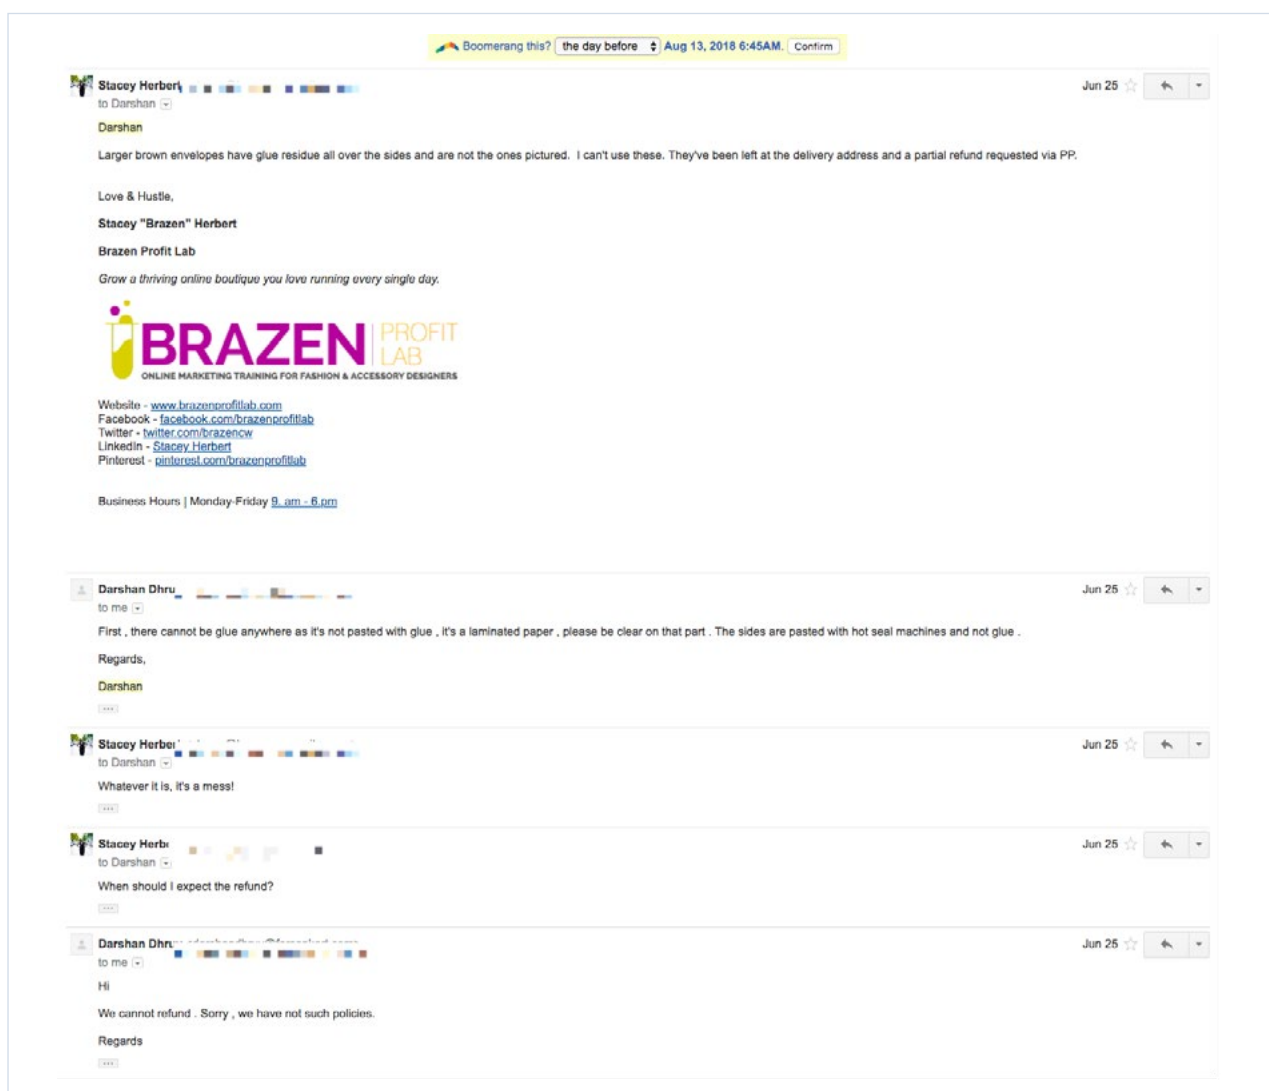 Boomerang this? the day before Aug 13, 2018 6:45AM. Confirm
Stacey Herbert Jun 25
to Darshan
Darshan
Larger brown envelopes have glue residue all over the sides and are not the ones pictured. I can't use these. They've been left at the delivery address and a partial refund requested via PP.
Love & Hustle,
Stacey "Brazen" Herbert
Brazen Profit Lab
Grow a thriving online boutique you love running every single day.
BRAZEN PROFIT LAB
ONLINE MARKETING TRAINING FOR FASHION & ACCESSORY DESIGNERS
Website - www.brazenprofitlab.com
Facebook - facebook.com/brazenprofitlab
Twitter - twitter.com/brazencw
LinkedIn - Stacey Herbert
Pinterest - pinterest.com/brazenprofitlab
Business Hours | Monday-Friday 9. am - 6.pm
Darshan Dhru Jun 25
to me
First , there cannot be glue anywhere as it's not pasted with glue , it's a laminated paper , please be clear on that part . The sides are pasted with hot seal machines and not glue .
Regards,
Darshan
Stacey Herber Jun 25
to Darshan
Whatever it is, it's a mess!
Stacey Herb Jun 25
to Darshan
When should I expect the refund?
Darshan Dhr Jun 25
to me
Hi
We cannot refund . Sorry , we have not such policies.
Regards